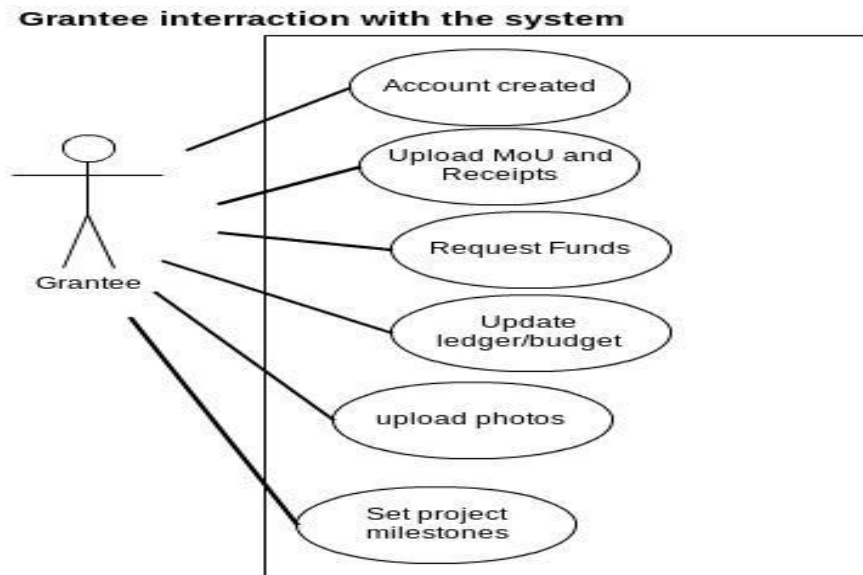 Grantee interraction with the system
Account created
Upload MoU and
Receipts
Request Funds
Grantee
Update
ledger/budget
upload photos
Set project
milestones